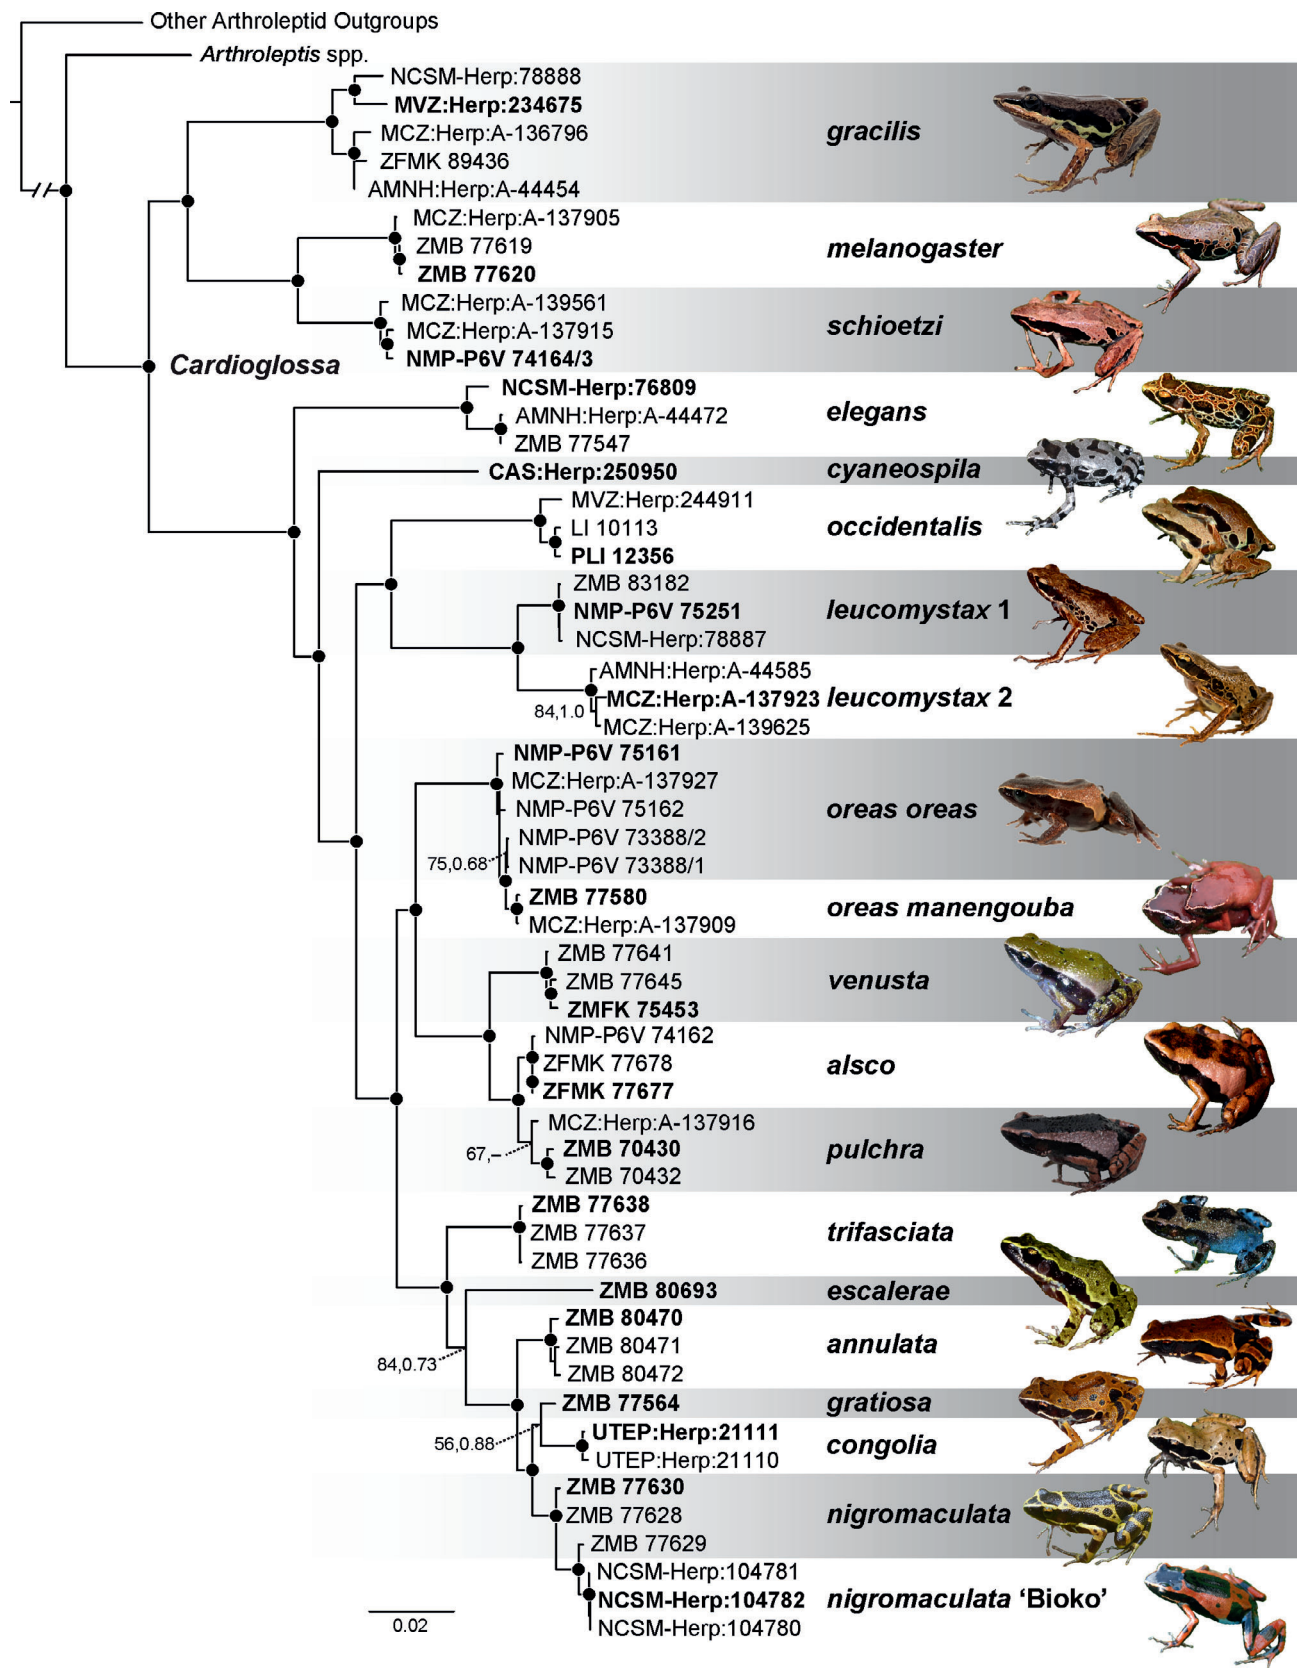 Other Arthroleptid Outgroups
Arthroleptis spp.
NCSM-Herp:78888
MVZ:Herp:234675
MCZ:Herp:A-136796
gracilis
ZFMK 89436
AMNH:Herp:A-44454
MCZ:Herp:A-137905
ZMB 77619
melanogaster
ZMB 77620
MCZ:Herp:A-139561
MCZ:Herp:A-137915
schioetzi
NMP-P6V 74164/3
Cardioglossa
NCSM-Herp:76809
AMNH:Herp:A-44472
elegans
ZMB 77547
CAS:Herp:250950
cyaneospila
MVZ:Herp:244911
LI 10113
occidentalis
PLI 12356
ZMB 83182
NMP-P6V 75251
leucomystax 1
NCSM-Herp:78887
AMNH:Herp:A-44585
MCZ:Herp:A-137923
leucomystax 2
84,1.0
MCZ:Herp:A-139625
NMP-P6V 75161
MCZ:Herp:A-137927
NMP-P6V 75162
oreas oreas
NMP-P6V 73388/2
75,0.68
NMP-P6V 73388/1
ZMB 77580
oreas manengouba
MCZ:Herp:A-137909
ZMB 77641
ZMB 77645
venusta
ZMFK 75453
NMP-P6V 74162
ZFMK 77678
alsco
ZFMK 77677
MCZ:Herp:A-137916
67,–
ZMB 70430
pulchra
ZMB 70432
ZMB 77638
ZMB 77637
trifasciata
ZMB 77636
ZMB 80693
escalerae
ZMB 80470
ZMB 80471
annulata
84,0.73
ZMB 80472
ZMB 77564
gratiosa
56,0.88
UTEP:Herp:21111
congolia
UTEP:Herp:21110
ZMB 77630
ZMB 77628
nigromaculata
ZMB 77629
NCSM-Herp:104781
NCSM-Herp:104782
nigromaculata ‘Bioko’
NCSM-Herp:104780
0.02